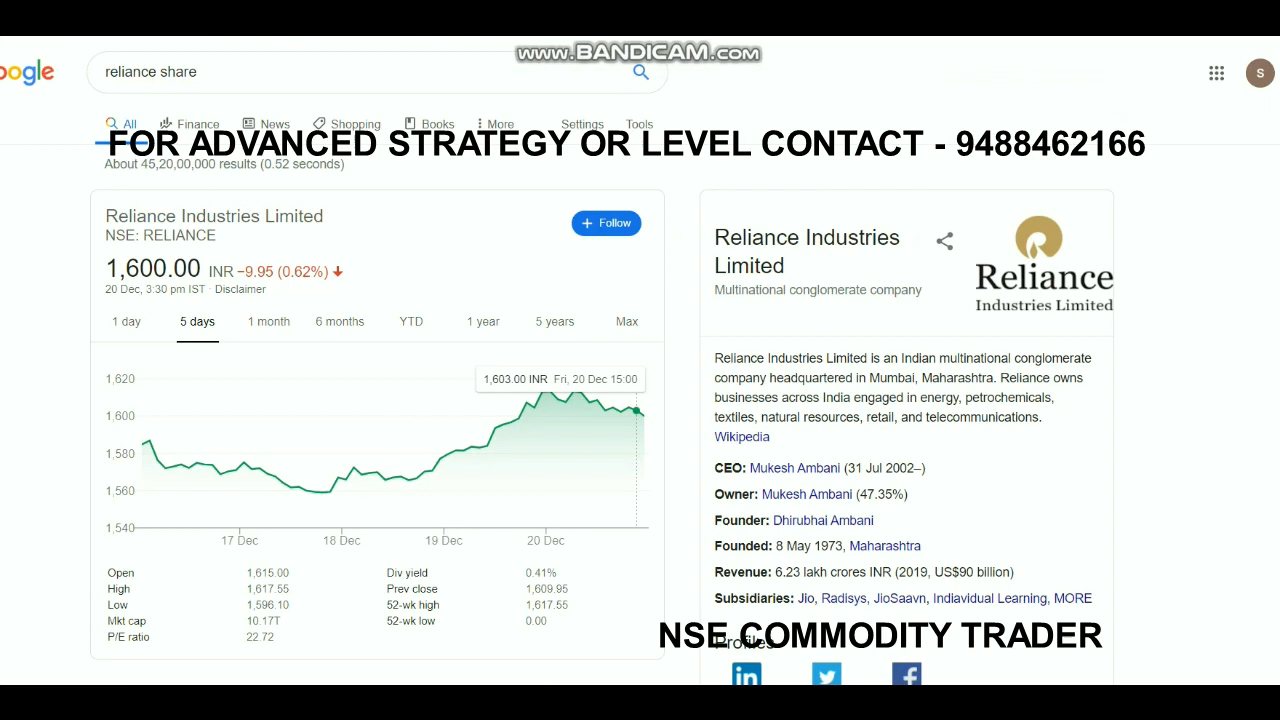 www.BANDICAM.com
oogle
reliance share
S
All Finance News Shopping Books More Settings Tools
FOR ADVANCED STRATEGY OR LEVEL CONTACT - 9488462166
About 45,20,00,000 results (0.52 seconds)
Reliance Industries Limited
NSE: RELIANCE
+ Follow
1,600.00 INR −9.95 (0.62%)
20 Dec, 3:30 pm IST · Disclaimer
1 day 5 days 1 month 6 months YTD 1 year 5 years Max
1,603.00 INR Fri, 20 Dec 15:00
1,620
1,600
1,580
1,560
1,540
17 Dec 18 Dec 19 Dec 20 Dec
Open 1,615.00 Div yield 0.41%
High 1,617.55 Prev close 1,609.95
Low 1,596.10 52-wk high 1,617.55
Mkt cap 10.17T 52-wk low 0.00
P/E ratio 22.72
Reliance Industries
Limited
Multinational conglomerate company
Reliance
Industries Limited
Reliance Industries Limited is an Indian multinational conglomerate
company headquartered in Mumbai, Maharashtra. Reliance owns
businesses across India engaged in energy, petrochemicals,
textiles, natural resources, retail, and telecommunications.
Wikipedia
CEO: Mukesh Ambani (31 Jul 2002–)
Owner: Mukesh Ambani (47.35%)
Founder: Dhirubhai Ambani
Founded: 8 May 1973, Maharashtra
Revenue: 6.23 lakh crores INR (2019, US$90 billion)
Subsidiaries: Jio, Radisys, JioSaavn, Indiavidual Learning, MORE
NSE COMMODITY TRADER
Profiles
in
f